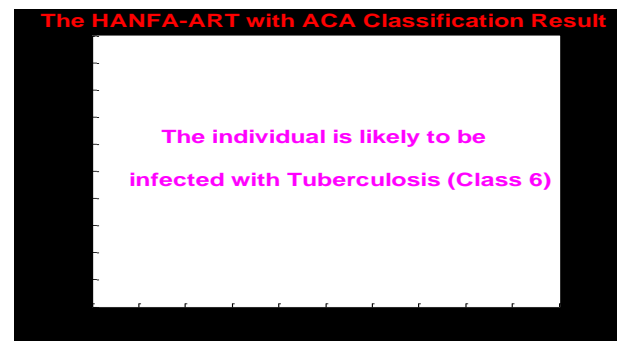 The HANFA-ART with ACA Classification Result
The individual is likely to be
infected with Tuberculosis (Class 6)